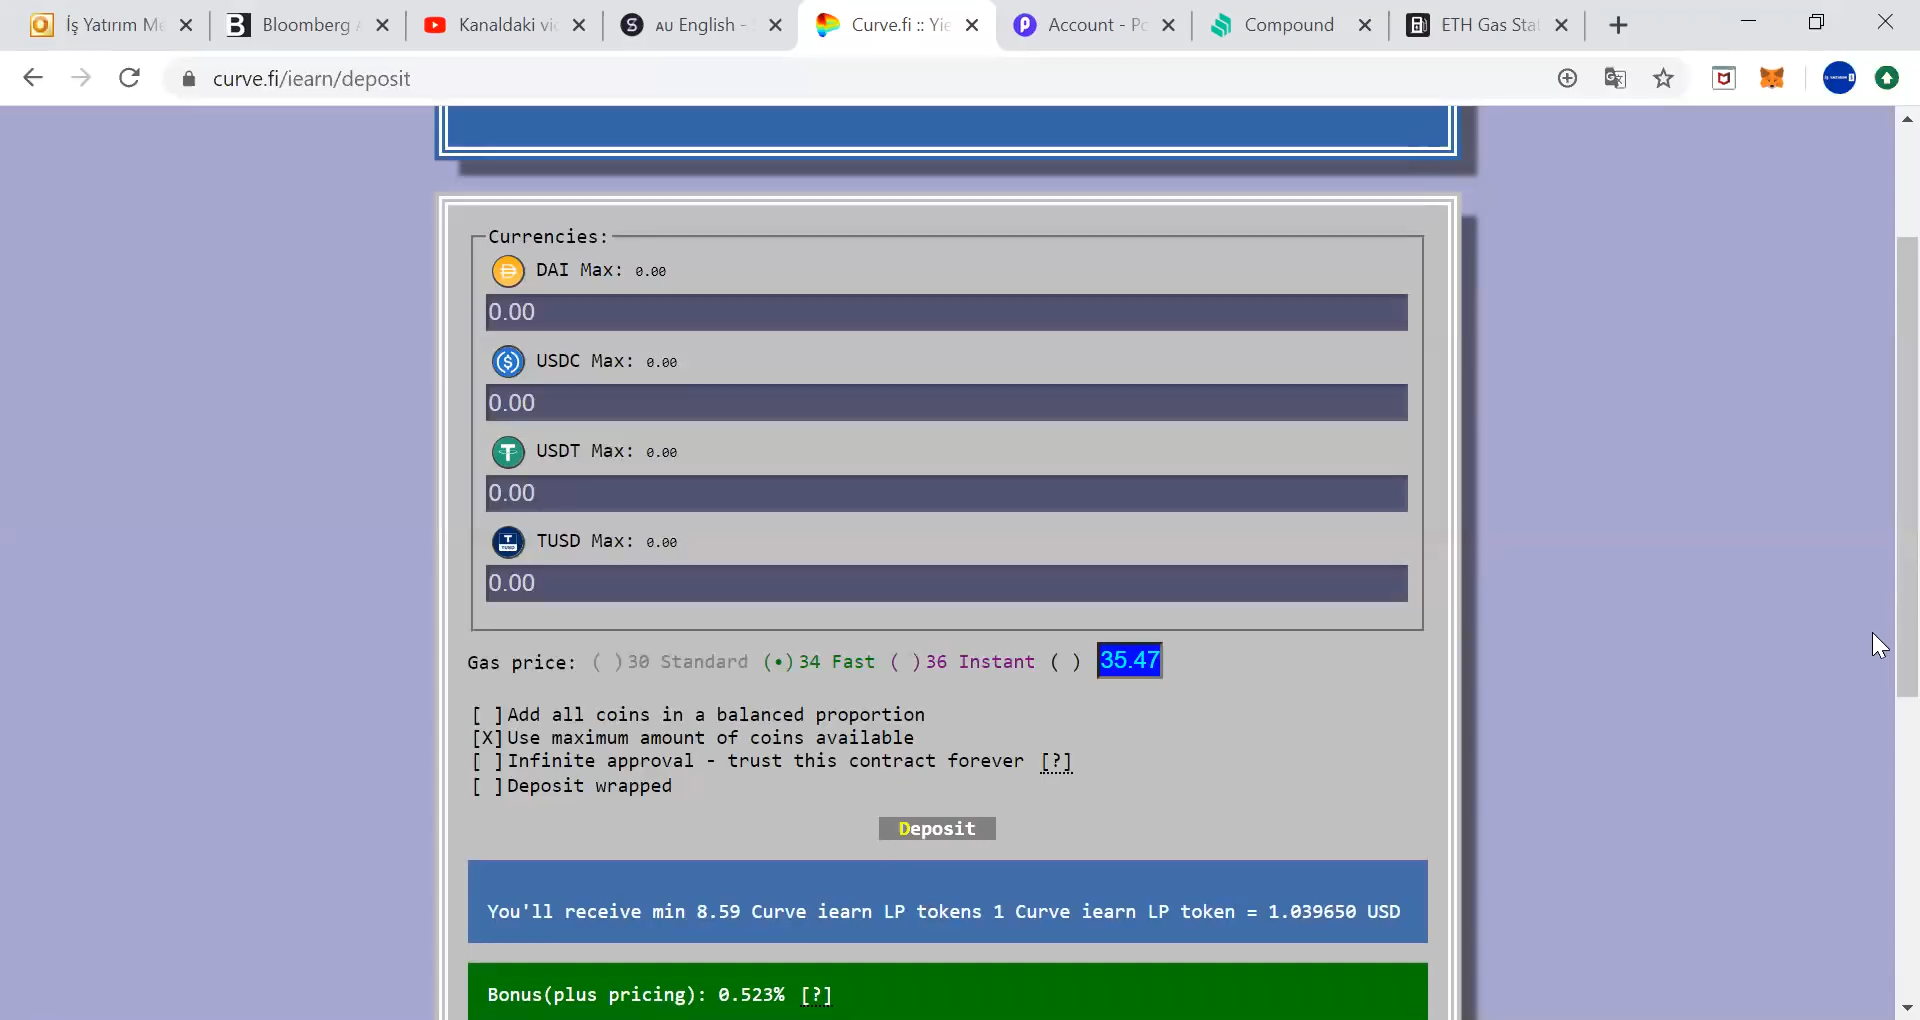 İş Yatırım Me
Bloomberg
Kanaldaki vi
AU English -
Curve.fi :: Yie
Account - Po
Compound
ETH Gas Stat
curve.fi/iearn/deposit
Currencies:
DAI Max: 0.00
0.00
USDC Max: 0.00
0.00
USDT Max: 0.00
0.00
TUSD Max: 0.00
0.00
Gas price: ( )30 Standard (•)34 Fast ( )36 Instant ( ) 35.47
[ ]Add all coins in a balanced proportion
[X]Use maximum amount of coins available
[ ]Infinite approval - trust this contract forever [?]
[ ]Deposit wrapped
Deposit
You'll receive min 8.59 Curve iearn LP tokens 1 Curve iearn LP token = 1.039650 USD
Bonus(plus pricing): 0.523% [?]